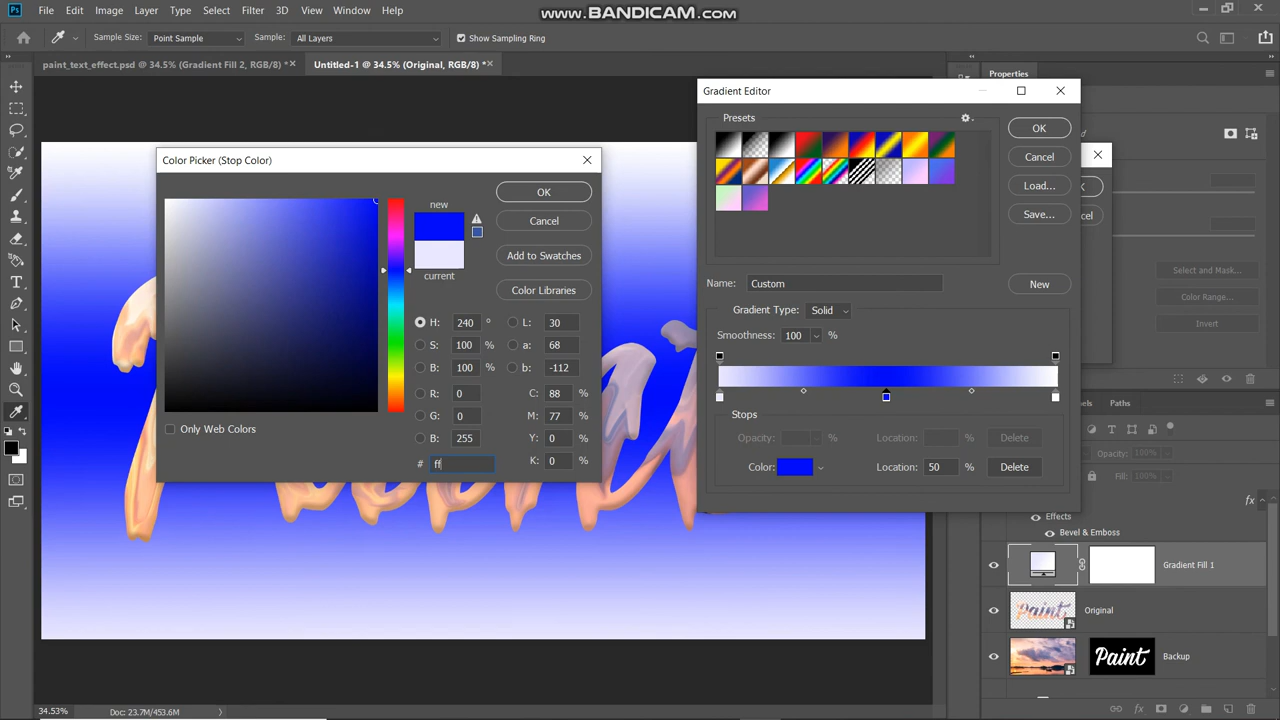 www.BANDICAM.com
Ps File Edit Image Layer Type Select Filter 3D View Window Help
Sample Size: Point Sample Sample: All Layers Show Sampling Ring
paint_text_effect.psd @ 34.5% (Gradient Fill 2, RGB/8) * × Untitled-1 @ 34.5% (Original, RGB/8) * ×
Properties
Gradient Editor
Presets
OK
Cancel
Load...
Save...
Name: Custom
New
Gradient Type: Solid
Smoothness: 100 %
Stops
Opacity: % Location: % Delete
Color: Location: 50 % Delete
Color Picker (Stop Color)
new
current
OK
Cancel
Add to Swatches
Color Libraries
H: 240 ° L: 30
S: 100 % a: 68
B: 100 % b: -112
R: 0 C: 88 %
G: 0 M: 77 %
B: 255 Y: 0 %
# ff K: 0 %
Only Web Colors
Select and Mask...
Color Range...
Invert
Paths
Opacity: 100%
Fill: 100%
fx
Effects
Bevel & Emboss
Gradient Fill 1
Paint Original
Paint Backup
34.53% Doc: 23.7M/453.6M